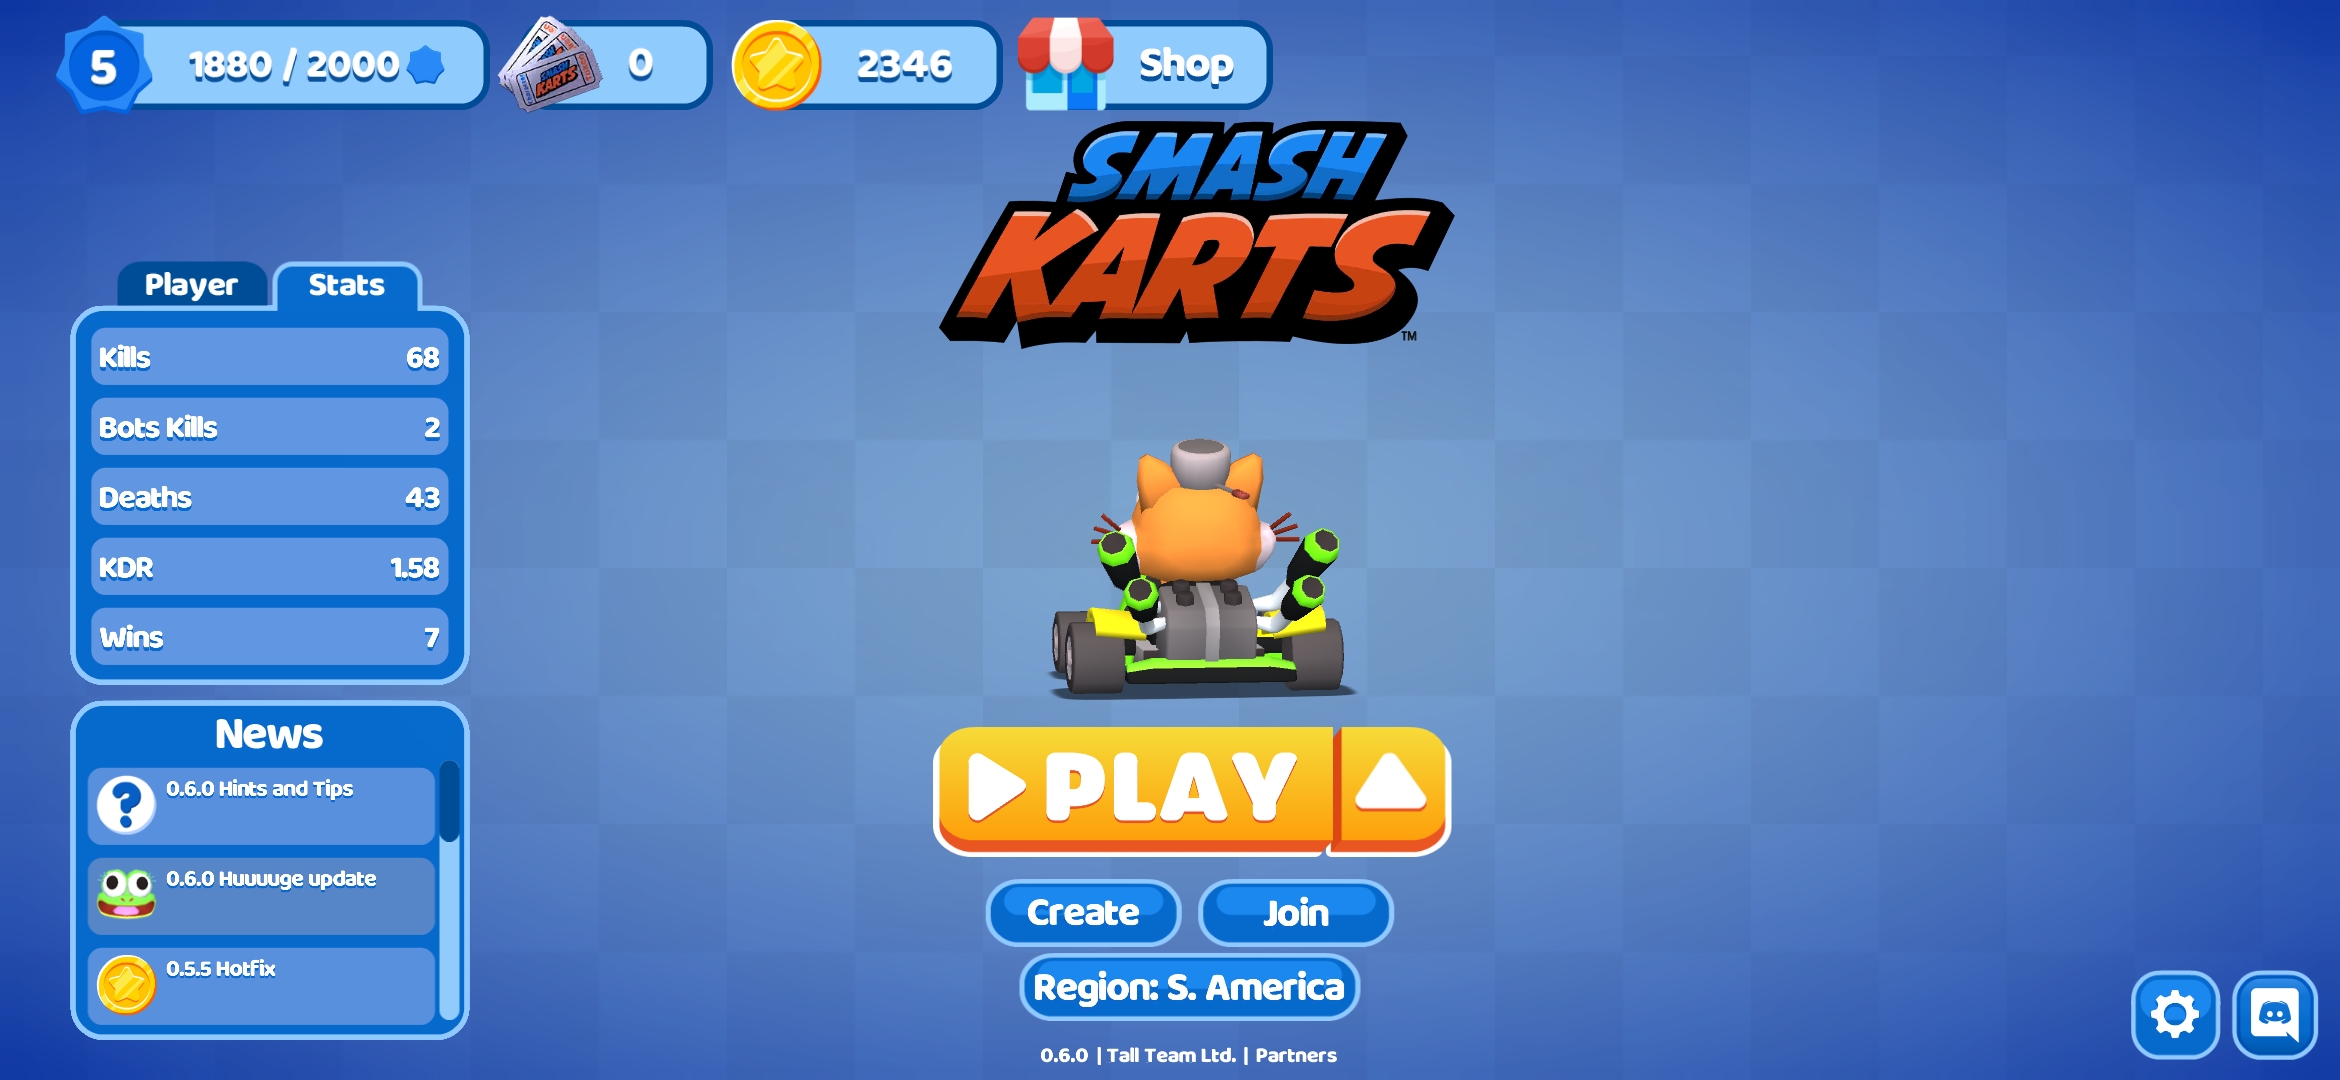 5
1880 / 2000
0
2346
Shop
SMASH
KARTS
™
Player
Stats
Kills 68
Bots Kills 2
Deaths 43
KDR 1.58
Wins 7
News
0.6.0 Hints and Tips
0.6.0 Huuuuge update
0.5.5 Hotfix
PLAY
Create
Join
Region: S. America
0.6.0 | Tall Team Ltd. | Partners